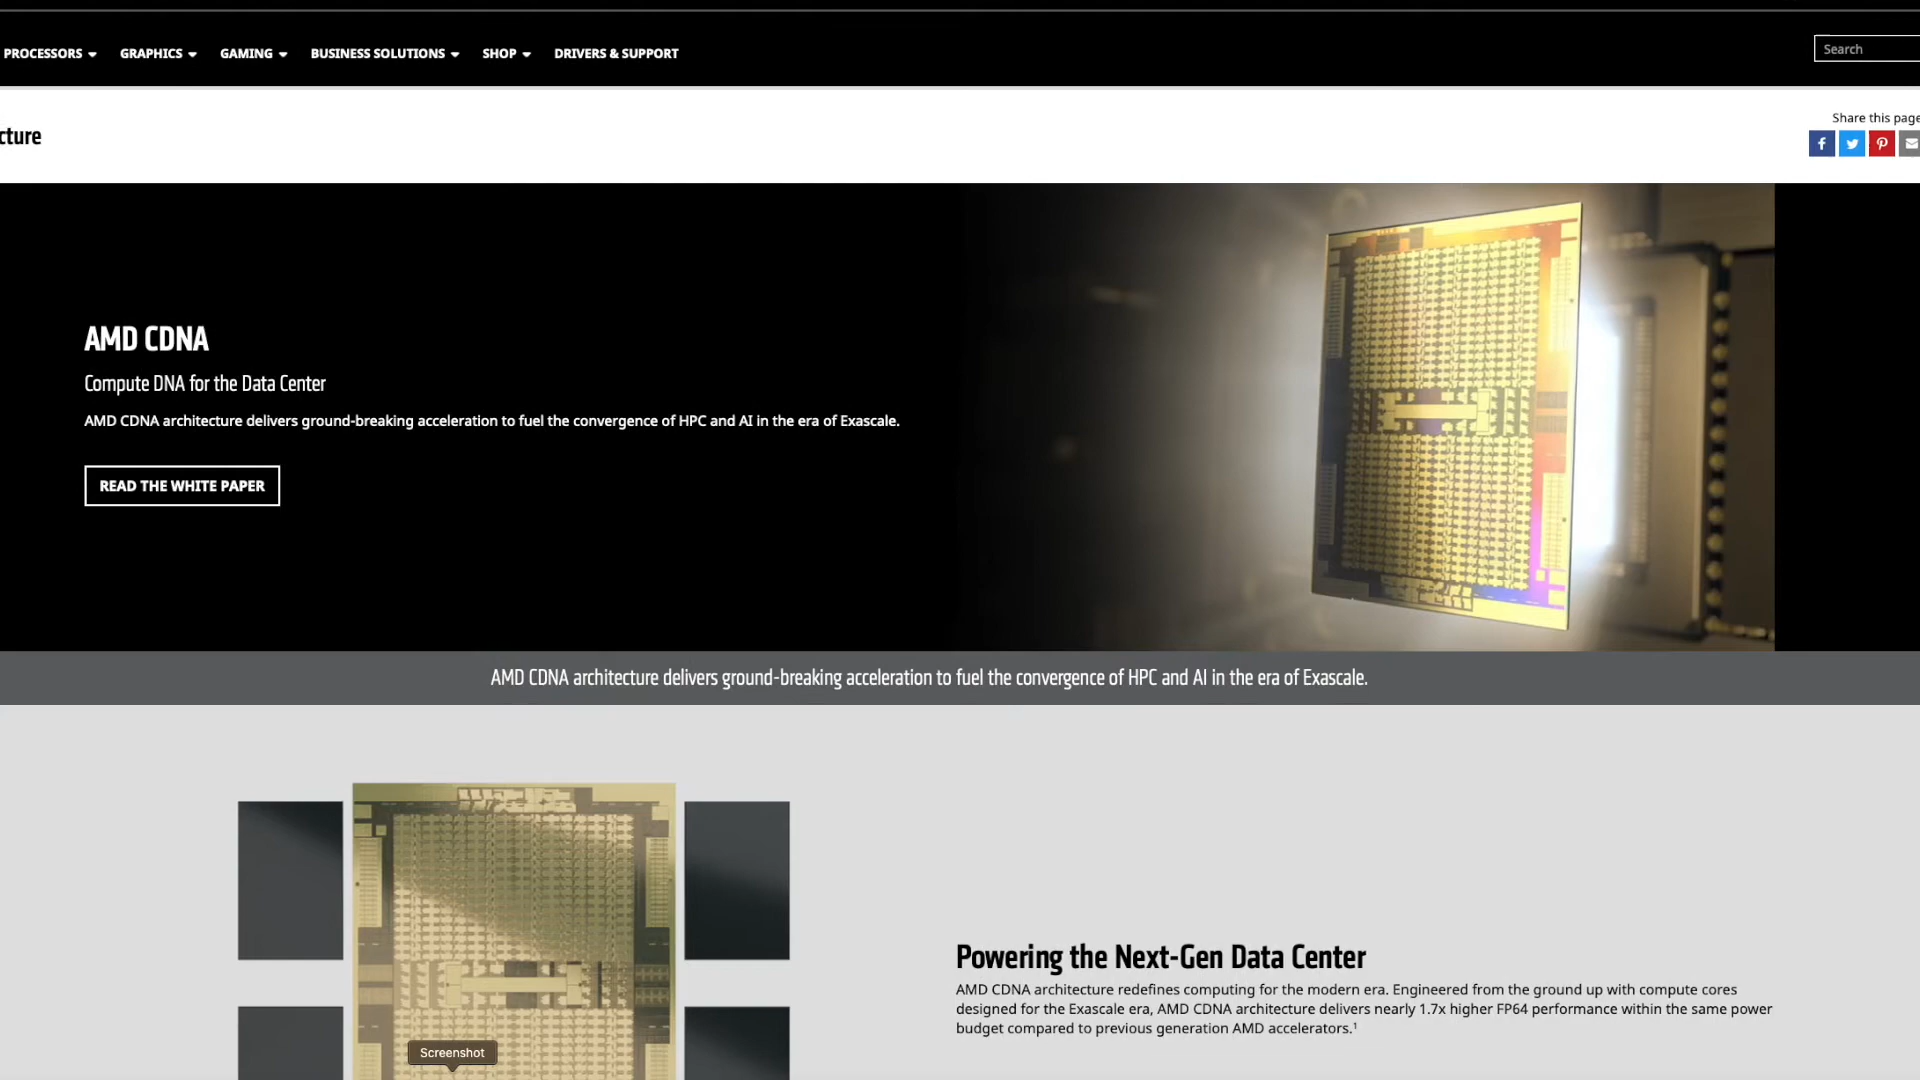 PROCESSORS GRAPHICS GAMING BUSINESS SOLUTIONS SHOP DRIVERS & SUPPORT
Search
Share this page
cture
AMD CDNA
Compute DNA for the Data Center
AMD CDNA architecture delivers ground-breaking acceleration to fuel the convergence of HPC and AI in the era of Exascale.
READ THE WHITE PAPER
AMD CDNA architecture delivers ground-breaking acceleration to fuel the convergence of HPC and AI in the era of Exascale.
Powering the Next-Gen Data Center
AMD CDNA architecture redefines computing for the modern era. Engineered from the ground up with compute cores
designed for the Exascale era, AMD CDNA architecture delivers nearly 1.7x higher FP64 performance within the same power
budget compared to previous generation AMD accelerators.¹
Screenshot